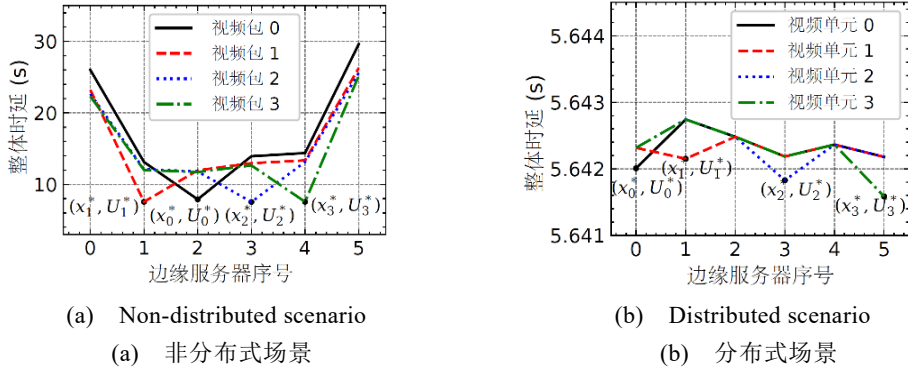 整体时延 (s)
30
20
10
视频包 0
视频包 1
视频包 2
视频包 3
(x₁*, U₁*)
(x₀*, U₀*)
(x₂*, U₂*)
(x₃*, U₃*)
0 1 2 3 4 5
边缘服务器序号
(a) Non-distributed scenario
(a) 非分布式场景
整体时延 (s)
5.644
5.643
5.642
5.641
视频单元 0
视频单元 1
视频单元 2
视频单元 3
(x₀*, U₀*)
(x₁*, U₁*)
(x₂*, U₂*)
(x₃*, U₃*)
0 1 2 3 4 5
边缘服务器序号
(b) Distributed scenario
(b) 分布式场景